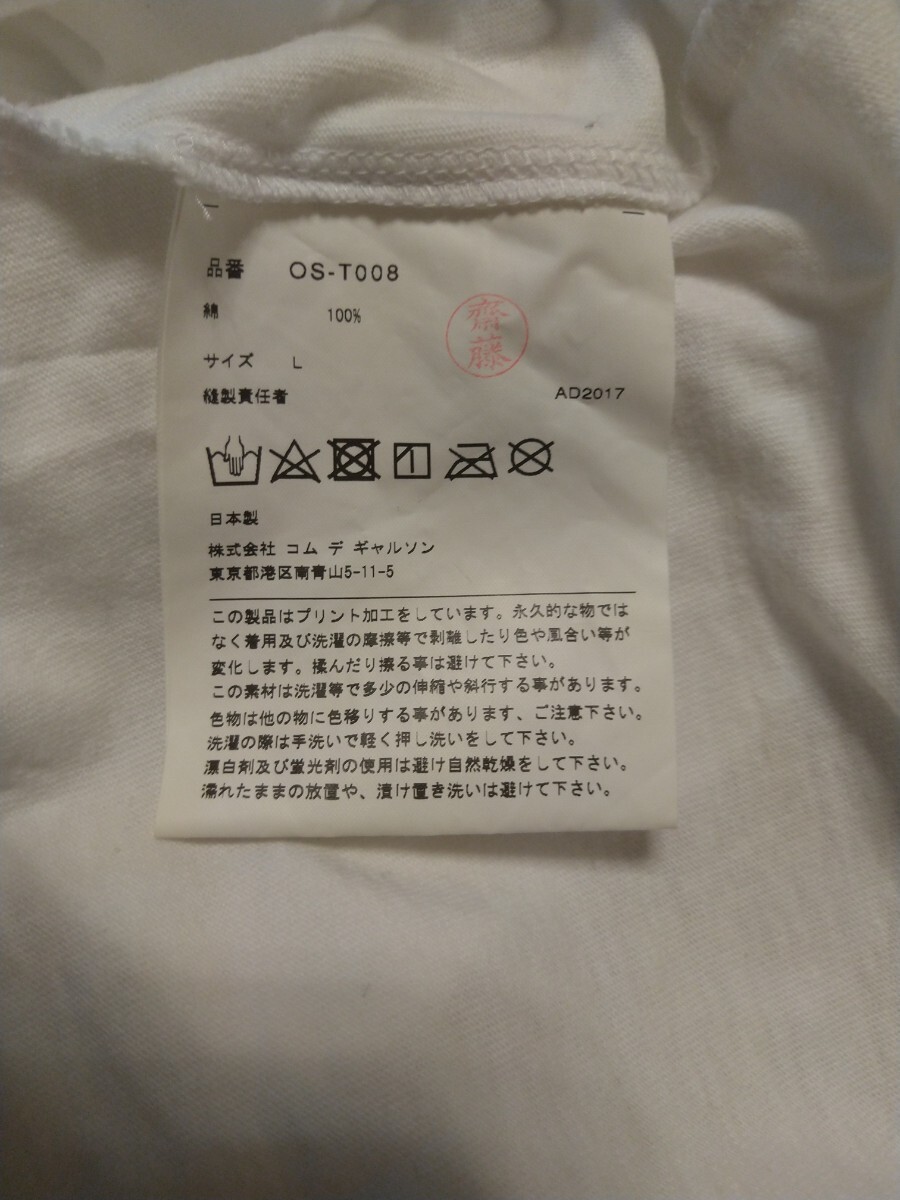 品番 OS-T008
綿 100%
齋藤
サイズ L
縫製責任者 AD2017
日本製
株式会社 コム デ ギャルソン
東京都港区南青山5-11-5
この製品はプリント加工をしています。永久的な物では
なく着用及び洗濯の摩擦等で剥離したり色や風合い等が
変化します。揉んだり擦る事は避けて下さい。
この素材は洗濯等で多少の伸縮や斜行する事があります。
色物は他の物に色移りする事があります、ご注意下さい。
洗濯の際は手洗いで軽く押し洗いをして下さい。
漂白剤及び蛍光剤の使用は避け自然乾燥をして下さい。
濡れたままの放置や、漬け置き洗いは避けて下さい。